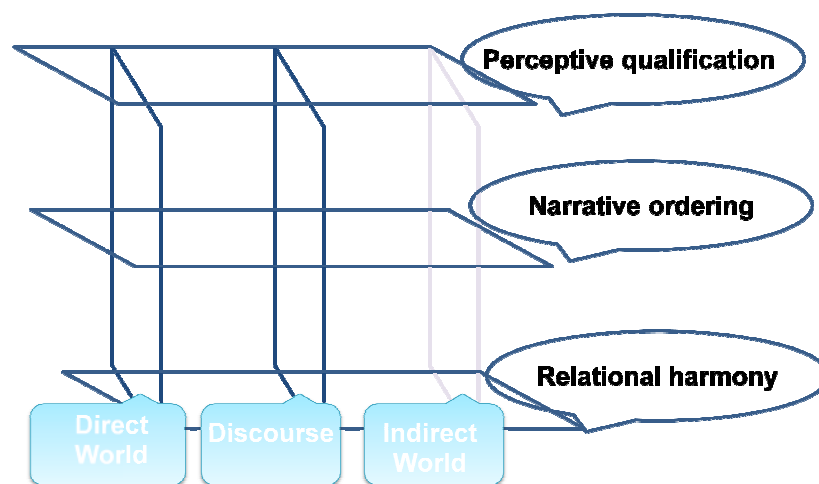 Perceptive qualification
Narrative ordering
Relational harmony
Direct
World
Discourse
Indirect
World